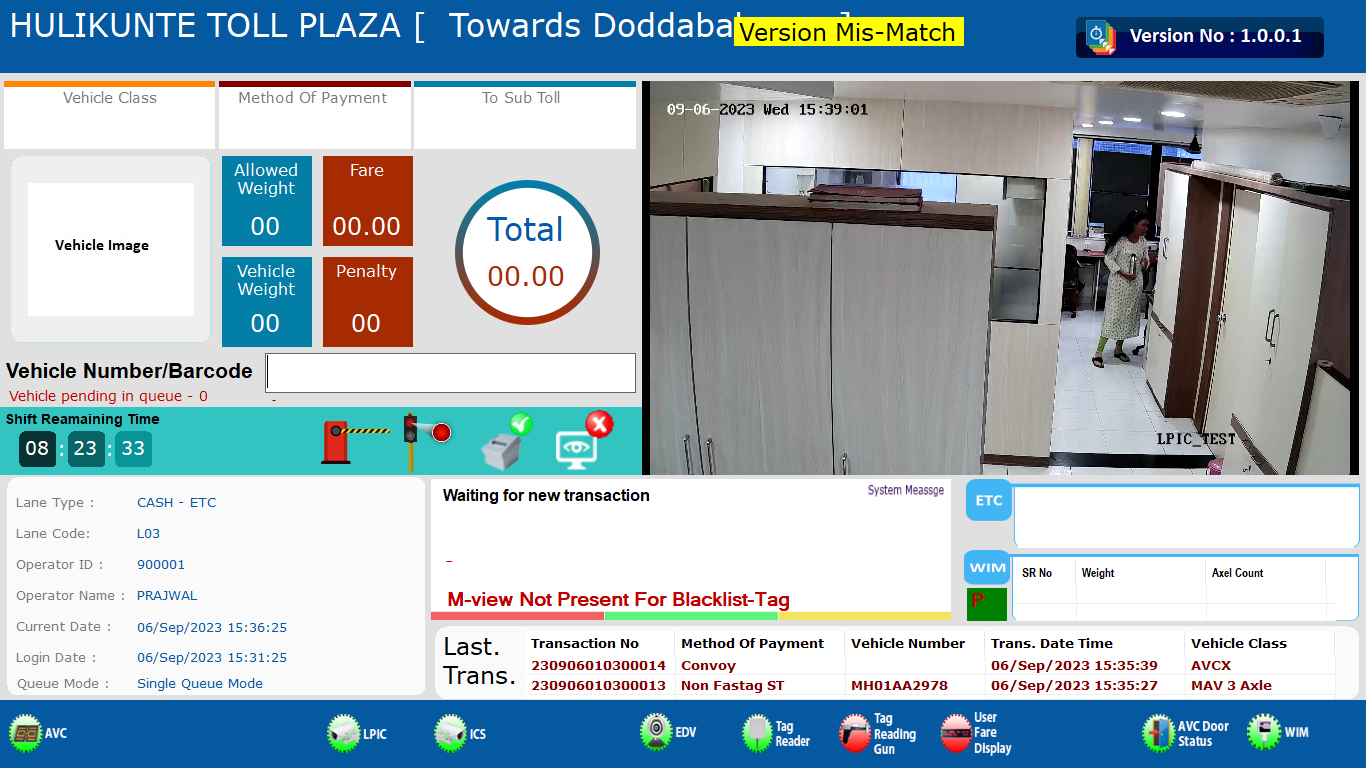 HULIKUNTE TOLL PLAZA [ Towards Doddaba
Version Mis-Match
]
Version No : 1.0.0.1
Vehicle Class
Method Of Payment
To Sub Toll
09-06-2023 Wed 15:39:01
Vehicle Image
Allowed
Weight
00
Fare
00.00
Vehicle
Weight
00
Penalty
00
Total
00.00
Vehicle Number/Barcode
Vehicle pending in queue - 0
-
Shift Reamaining Time
08 : 23 : 33
LPIC_TEST
Lane Type : CASH - ETC
Lane Code: L03
Operator ID : 900001
Operator Name : PRAJWAL
Current Date : 06/Sep/2023 15:36:25
Login Date : 06/Sep/2023 15:31:25
Queue Mode : Single Queue Mode
Waiting for new transaction
System Meassge
-
M-view Not Present For Blacklist-Tag
ETC
WIM
P
SR No Weight Axel Count
Last.
Trans.
Transaction No Method Of Payment Vehicle Number Trans. Date Time Vehicle Class
230906010300014 Convoy 06/Sep/2023 15:35:39 AVCX
230906010300013 Non Fastag ST MH01AA2978 06/Sep/2023 15:35:27 MAV 3 Axle
AVC
LPIC
ICS
EDV
Tag
Reader
Tag
Reading
Gun
User
Fare
Display
AVC Door
Status
WIM